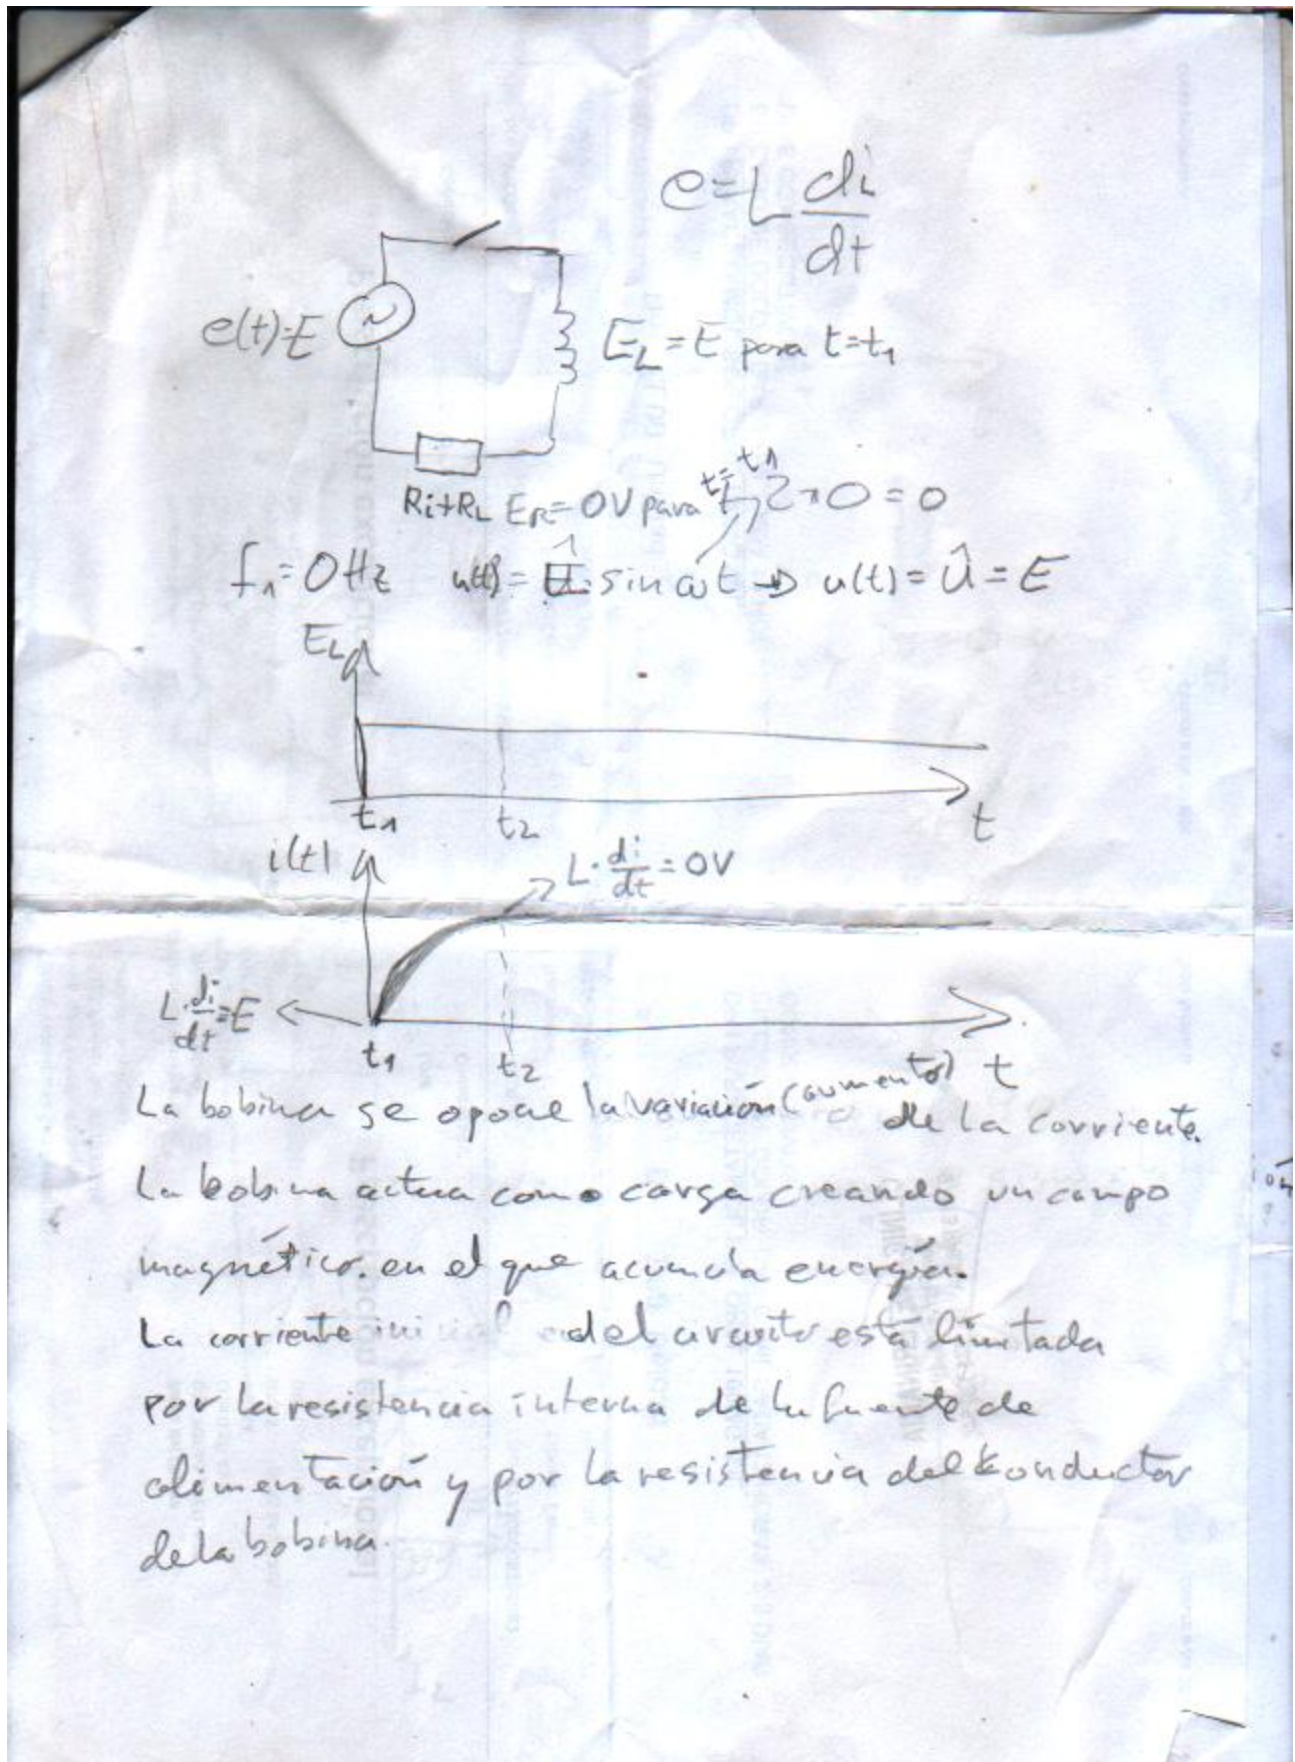 e=L di/dt
e(t)=E
E_L = E para t=t₁
t=t₁
Ri+RL E_R=0V para 2π0=0
f₁=0Hz u(t)=Û·sin ωt ⇒ u(t)=Û=E
E_L
t₁ t₂ t
i(t)
L·di/dt=0V
L·di/dt=E
t₁ t₂ t
La bobina se opone la variación (aumento) de la corriente.
La bobina actua como carga creando un campo
magnético. en el que acumula energía.
La corriente inicial del circuito está limitada
por la resistencia interna de la fuente de
alimentación y por la resistencia del konductor
de la bobina.